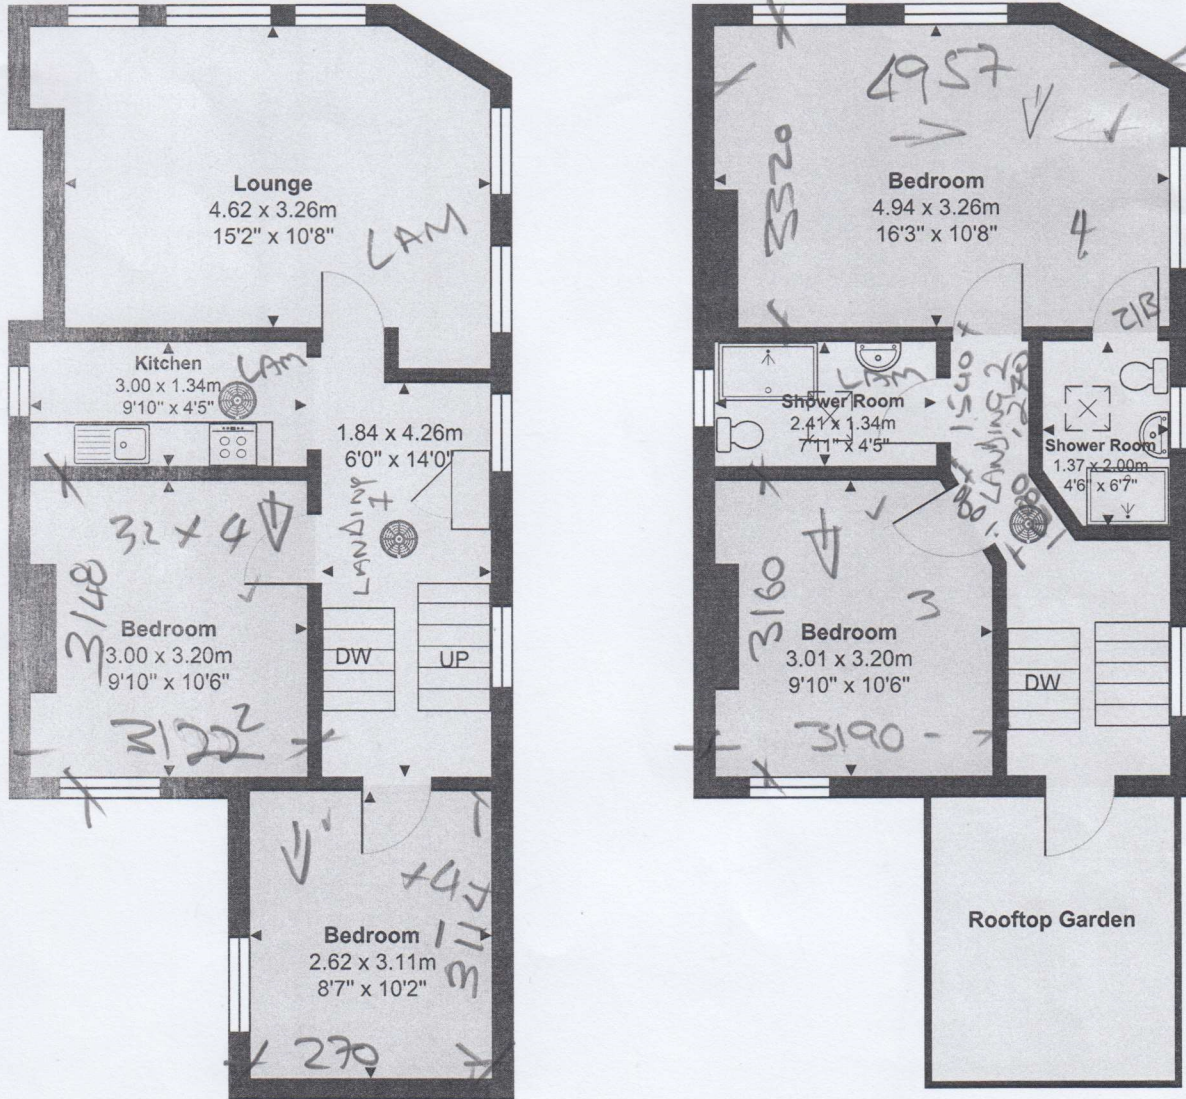 Lounge
4.62 x 3.26m
15'2" x 10'8"
LAM
Kitchen
3.00 x 1.34m
9'10" x 4'5"
LAM
1.84 x 4.26m
6'0" x 14'0"
LANDING
32 x 4
3148
Bedroom
3.00 x 3.20m
9'10" x 10'6"
3122
DW
UP
Bedroom
2.62 x 3.11m
8'7" x 10'2"
270
4957
3320
Bedroom
4.94 x 3.26m
16'3" x 10'8"
4
Shower Room
2.41 x 1.34m
7'11" x 4'5"
1.540
LANDING 2
Shower Room
1.37 x 2.00m
4'6" x 6'7"
3160
3
Bedroom
3.01 x 3.20m
9'10" x 10'6"
3190
DW
Rooftop Garden